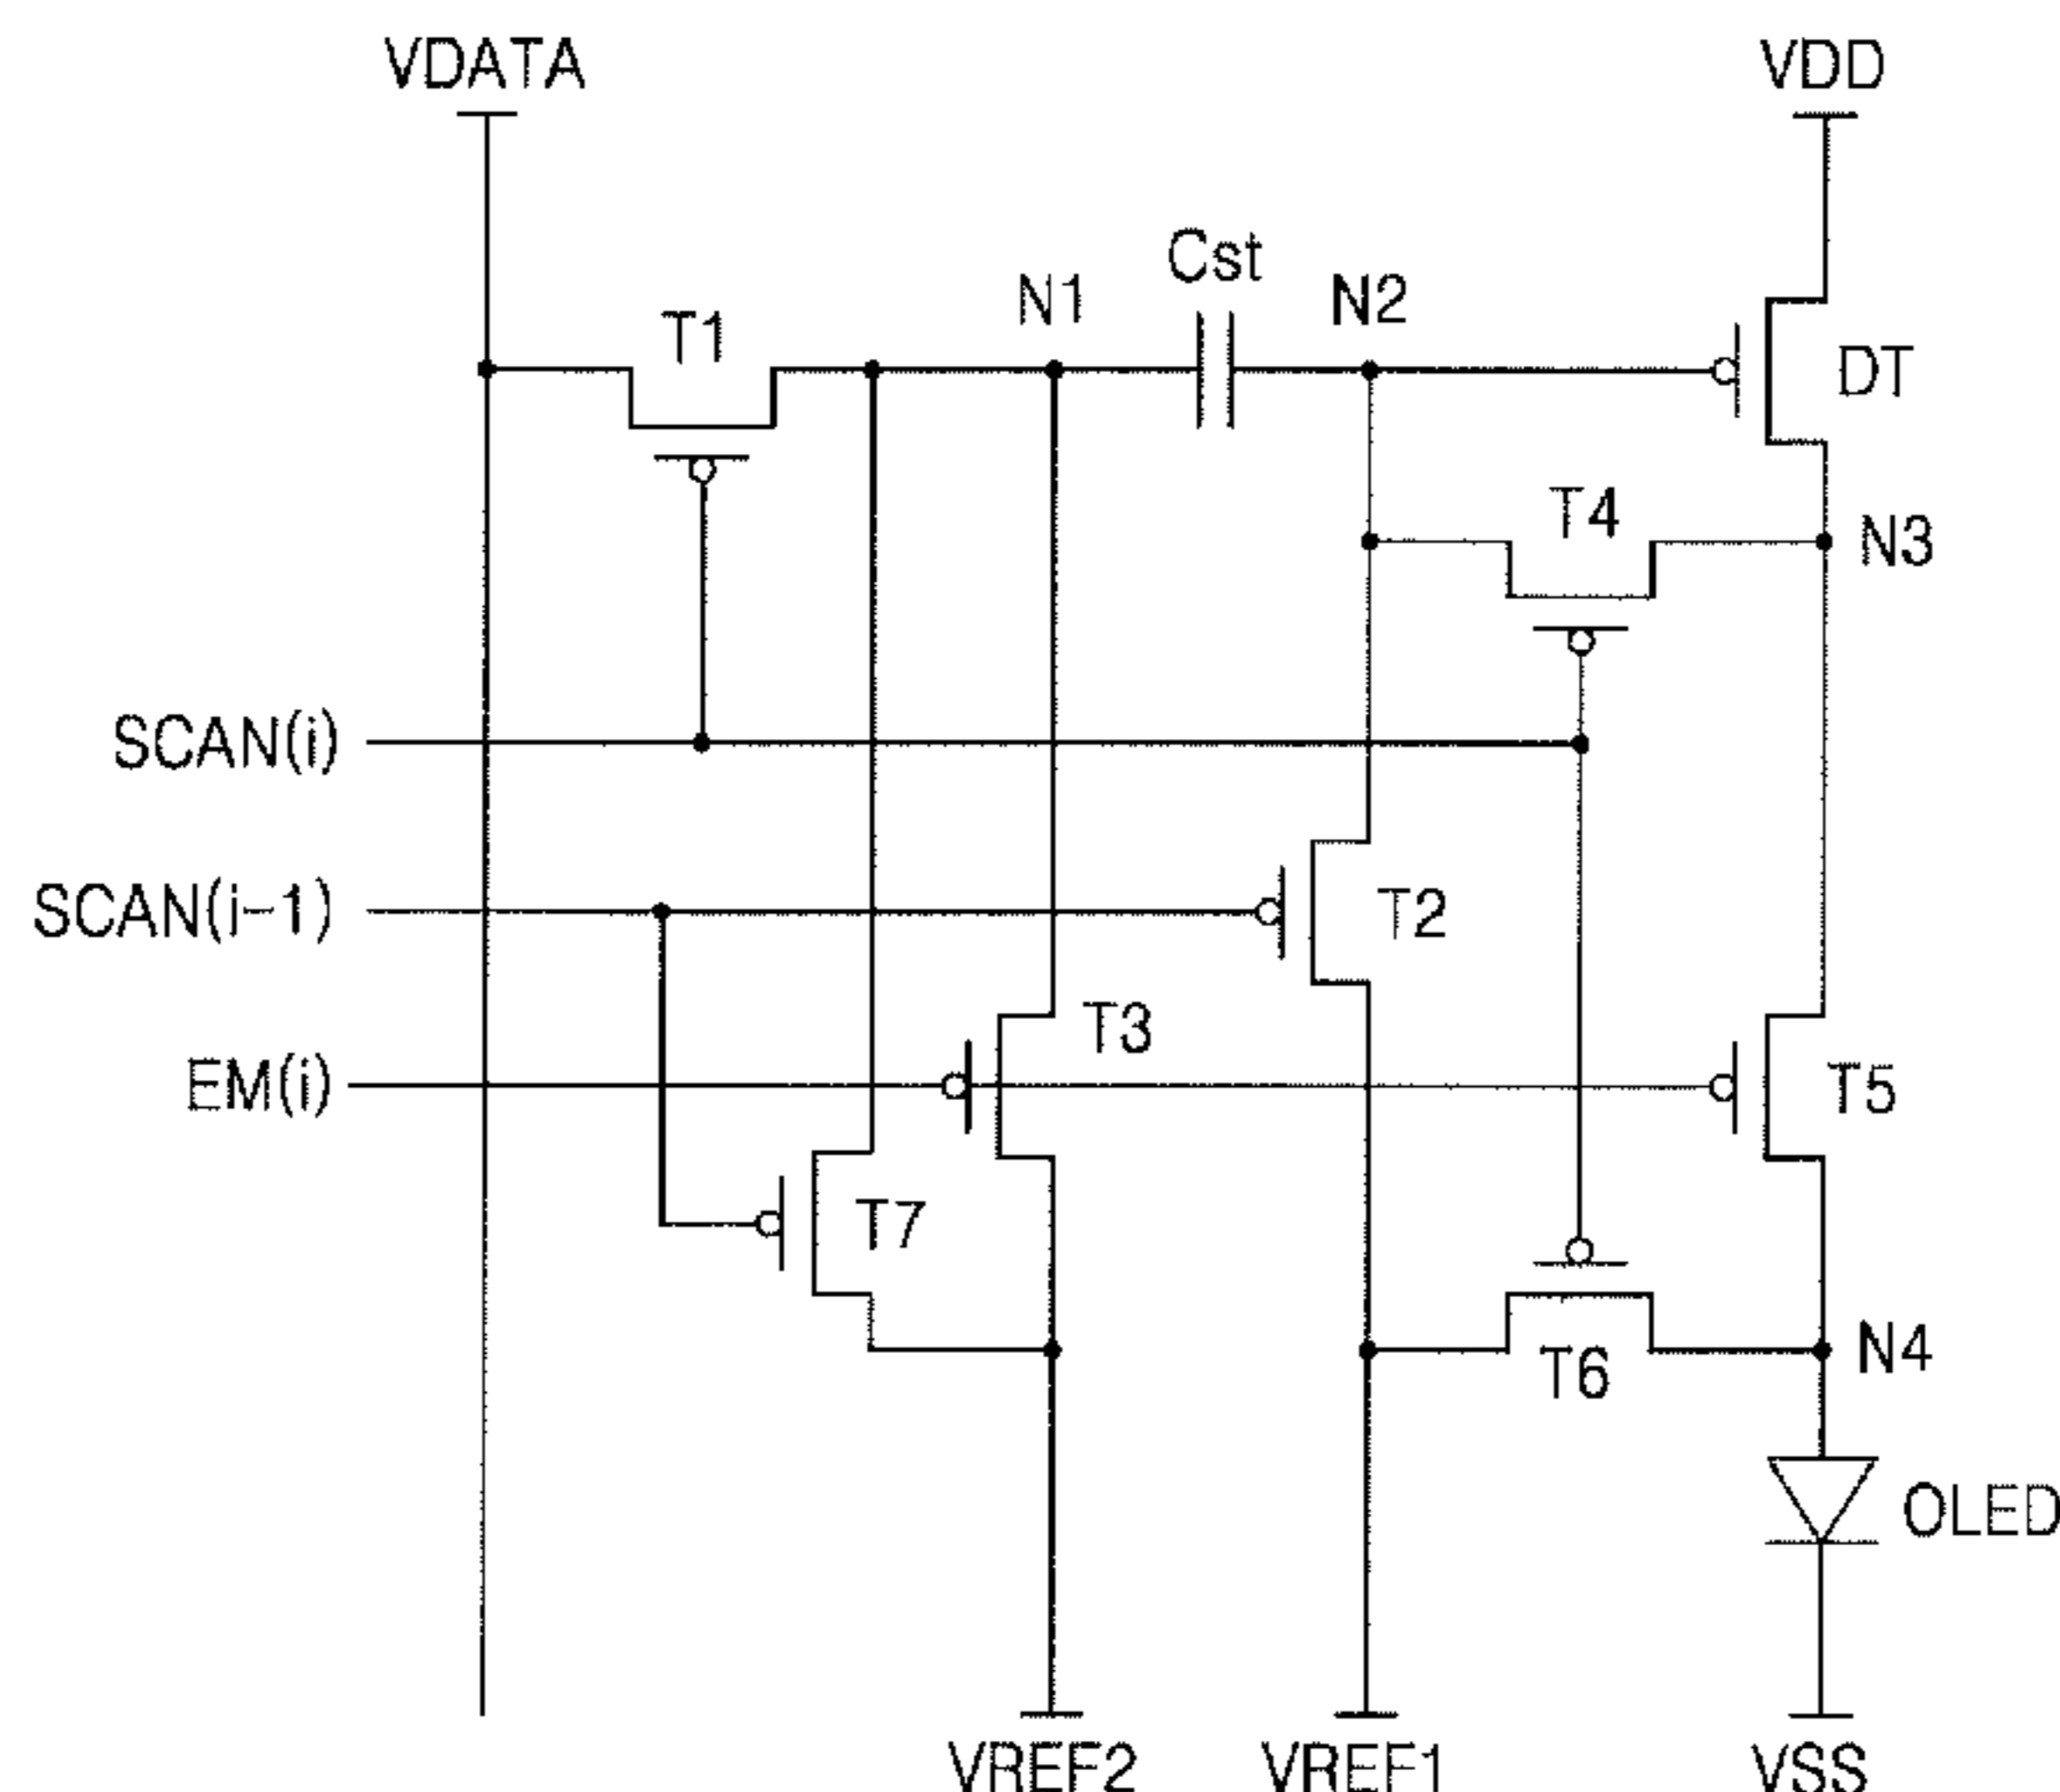 VDATA
VDD
Cst
N1
N2
T1
DT
T4
N3
SCAN(i)
SCAN(i-1)
T2
T3
EM(i)
T5
T7
N4
T6
OLED
VREF2
VREF1
VSS